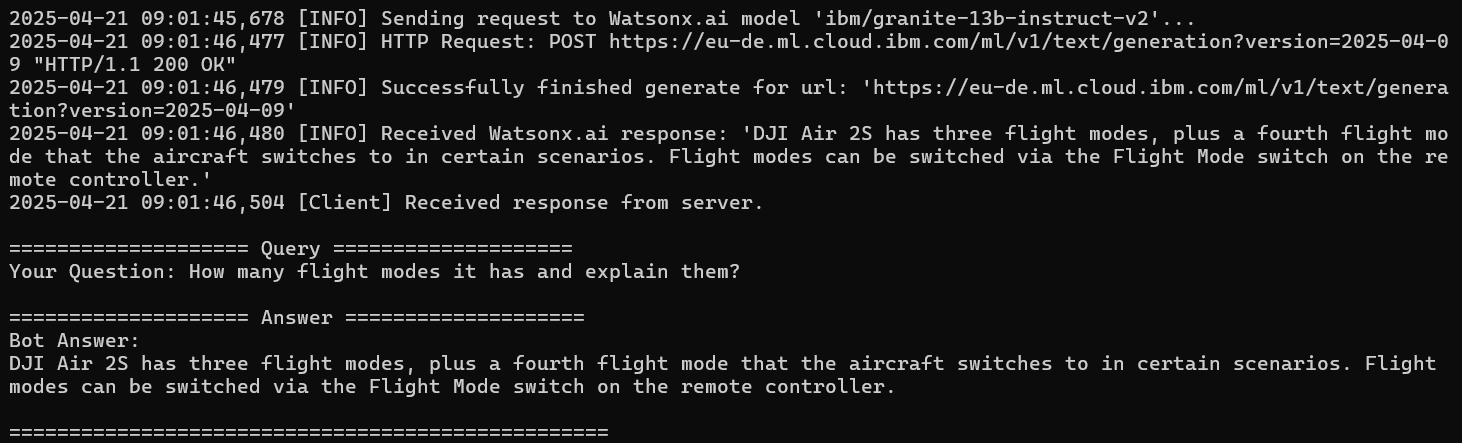 2025-04-21 09:01:45,678 [INFO] Sending request to Watsonx.ai model 'ibm/granite-13b-instruct-v2'...
2025-04-21 09:01:46,477 [INFO] HTTP Request: POST https://eu-de.ml.cloud.ibm.com/ml/v1/text/generation?version=2025-04-0
9 "HTTP/1.1 200 OK"
2025-04-21 09:01:46,479 [INFO] Successfully finished generate for url: 'https://eu-de.ml.cloud.ibm.com/ml/v1/text/genera
tion?version=2025-04-09'
2025-04-21 09:01:46,480 [INFO] Received Watsonx.ai response: 'DJI Air 2S has three flight modes, plus a fourth flight mo
de that the aircraft switches to in certain scenarios. Flight modes can be switched via the Flight Mode switch on the re
mote controller.'
2025-04-21 09:01:46,504 [Client] Received response from server.

==================== Query ====================
Your Question: How many flight modes it has and explain them?

==================== Answer ====================
Bot Answer:
DJI Air 2S has three flight modes, plus a fourth flight mode that the aircraft switches to in certain scenarios. Flight
modes can be switched via the Flight Mode switch on the remote controller.

==================================================